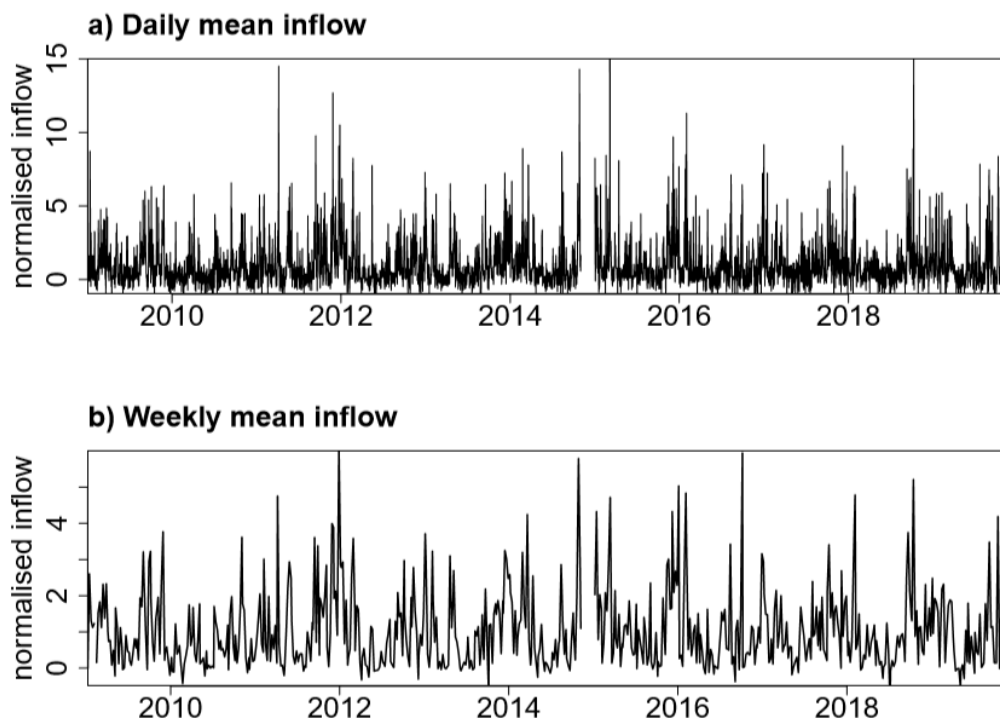 a) Daily mean inflow
normalised inflow
15
10
5
0
2010 2012 2014 2016 2018
b) Weekly mean inflow
normalised inflow
4
2
0
2010 2012 2014 2016 2018